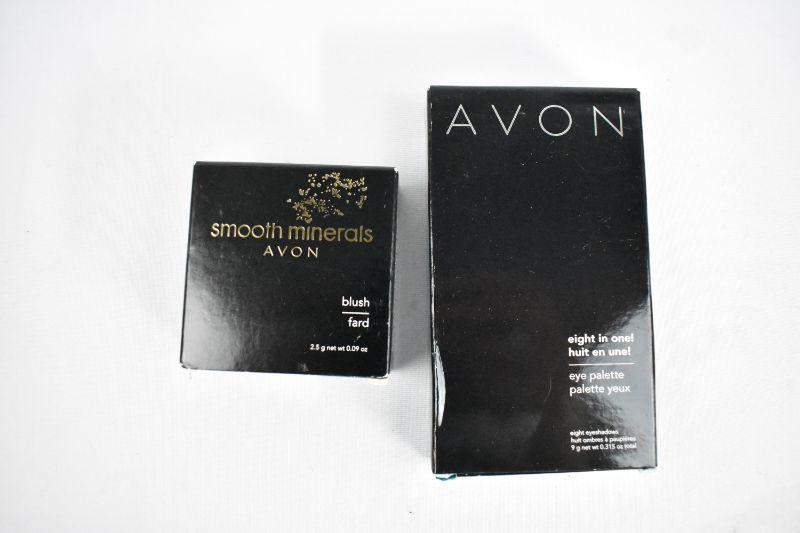 smooth minerals
AVON
blush
fard
2.5 g net wt 0.09 oz
AVON
eight in one!
huit en une!
eye palette
palette yeux
eight eyeshadows
huit ombres à paupières
9 g net wt 0.315 oz total